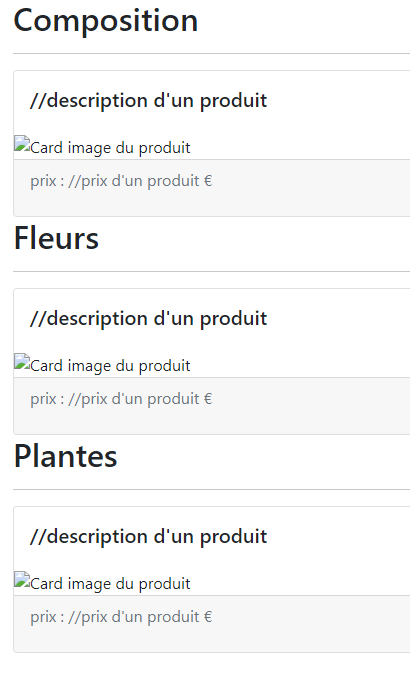 Composition
//description d'un produit
Card image du produit
prix : //prix d'un produit €
Fleurs
//description d'un produit
Card image du produit
prix : //prix d'un produit €
Plantes
//description d'un produit
Card image du produit
prix : //prix d'un produit €